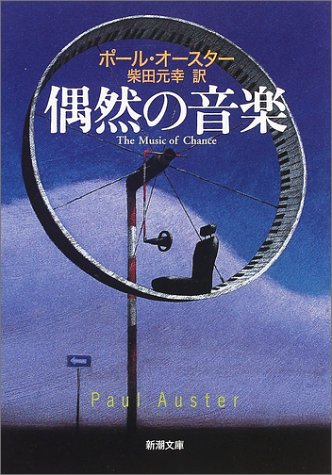 ポール・オースター
柴田元幸 訳
偶然の音楽
The Music of Chance
Paul Auster
新潮文庫